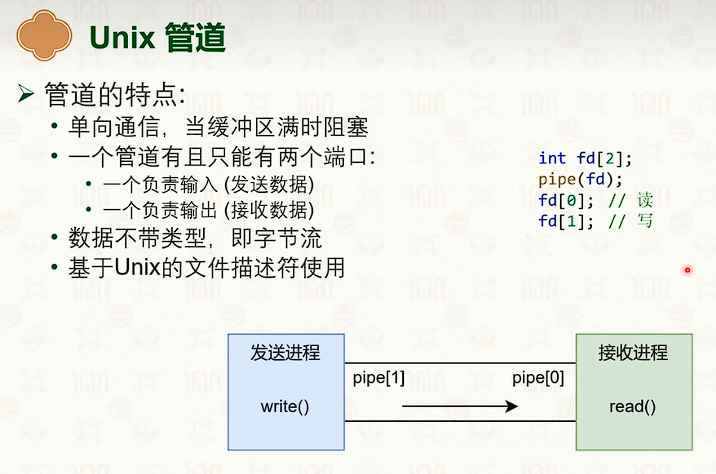 Unix 管道
管道的特点:
单向通信，当缓冲区满时阻塞
一个管道有且只能有两个端口:
一个负责输入 (发送数据)
一个负责输出 (接收数据)
数据不带类型，即字节流
基于Unix的文件描述符使用
int fd[2];
pipe(fd);
fd[0]; // 读
fd[1]; // 写
发送进程
write()
pipe[1]
pipe[0]
接收进程
read()